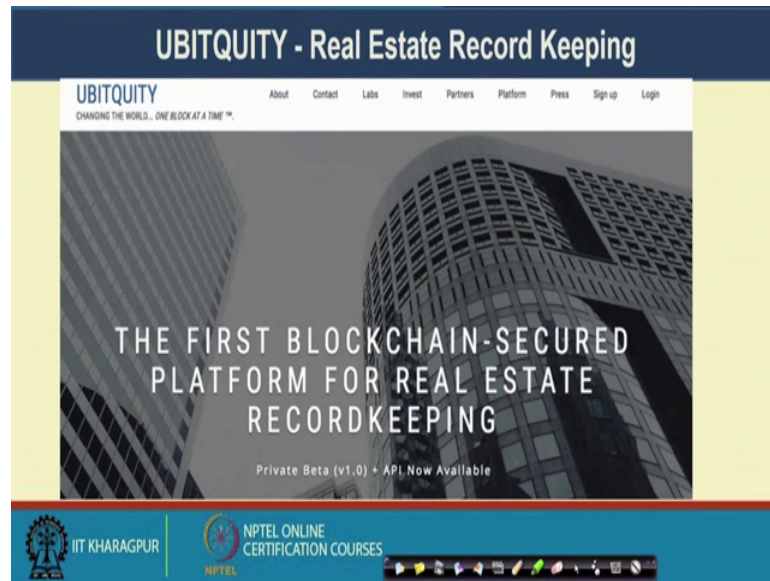 UBITQUITY - Real Estate Record Keeping
UBITQUITY
CHANGING THE WORLD... ONE BLOCK AT A TIME ™.
About Contact Labs Invest Partners Platform Press Sign up Login
THE FIRST BLOCKCHAIN-SECURED
PLATFORM FOR REAL ESTATE
RECORDKEEPING
Private Beta (v1.0) + API Now Available
IIT KHARAGPUR
NPTEL
NPTEL ONLINE
CERTIFICATION COURSES